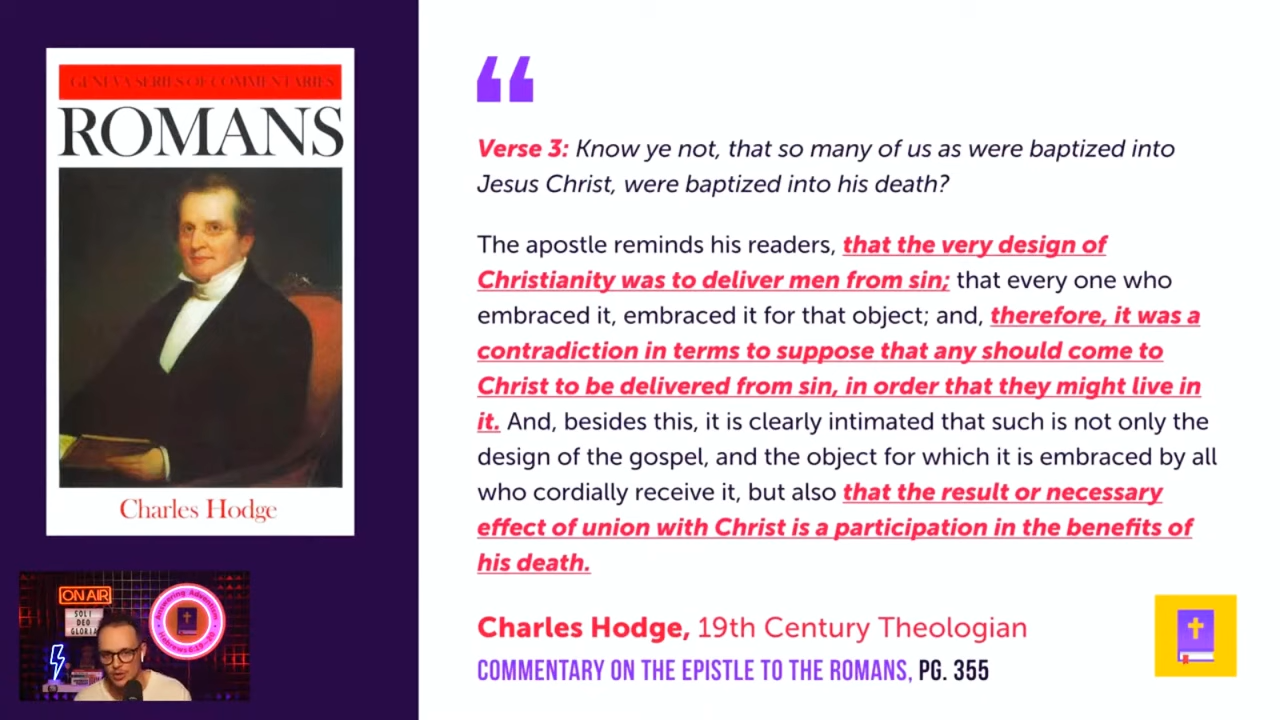 GENEVA SERIES OF COMMENTARIES
ROMANS
Charles Hodge
ON AIR
SOLI
DEO
GLORIA
Answering Adventism
“
Verse 3: Know ye not, that so many of us as were baptized into
Jesus Christ, were baptized into his death?
The apostle reminds his readers, that the very design of
Christianity was to deliver men from sin; that every one who
embraced it, embraced it for that object; and, therefore, it was a
contradiction in terms to suppose that any should come to
Christ to be delivered from sin, in order that they might live in
it. And, besides this, it is clearly intimated that such is not only the
design of the gospel, and the object for which it is embraced by all
who cordially receive it, but also that the result or necessary
effect of union with Christ is a participation in the benefits of
his death.
Charles Hodge, 19th Century Theologian
COMMENTARY ON THE EPISTLE TO THE ROMANS, PG. 355